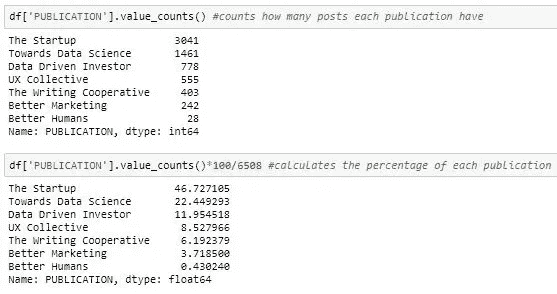 df['PUBLICATION'].value_counts() #counts how many posts each publication have
The Startup 3041
Towards Data Science 1461
Data Driven Investor 778
UX Collective 555
The Writing Cooperative 403
Better Marketing 242
Better Humans 28
Name: PUBLICATION, dtype: int64
df['PUBLICATION'].value_counts()*100/6508 #calculates the percentage of each publication
The Startup 46.727105
Towards Data Science 22.449293
Data Driven Investor 11.954518
UX Collective 8.527966
The Writing Cooperative 6.192379
Better Marketing 3.718500
Better Humans 0.430240
Name: PUBLICATION, dtype: float64